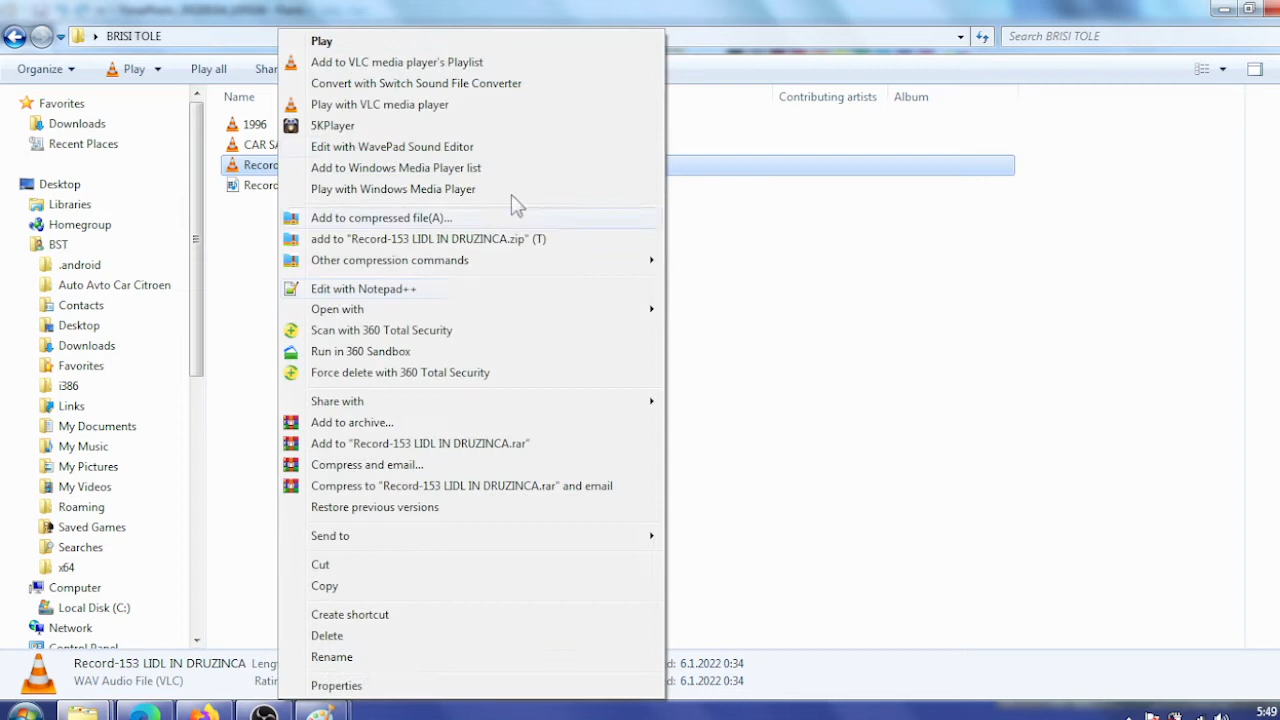 BRISI TOLE
Search BRISI TOLE
Organize
Play
Play all
Shar
Favorites
Downloads
Recent Places
Desktop
Libraries
Homegroup
BST
.android
Auto Avto Car Citroen
Contacts
Desktop
Downloads
Favorites
i386
Links
My Documents
My Music
My Pictures
My Videos
Roaming
Saved Games
Searches
x64
Computer
Local Disk (C:)
Network
Control Panel
Name
Contributing artists
Album
1996
CAR SA
Recor
Recor
Play
Add to VLC media player's Playlist
Convert with Switch Sound File Converter
Play with VLC media player
5KPlayer
Edit with WavePad Sound Editor
Add to Windows Media Player list
Play with Windows Media Player
Add to compressed file(A)...
add to "Record-153 LIDL IN DRUZINCA.zip" (T)
Other compression commands
Edit with Notepad++
Open with
Scan with 360 Total Security
Run in 360 Sandbox
Force delete with 360 Total Security
Share with
Add to archive...
Add to "Record-153 LIDL IN DRUZINCA.rar"
Compress and email...
Compress to "Record-153 LIDL IN DRUZINCA.rar" and email
Restore previous versions
Send to
Cut
Copy
Create shortcut
Delete
Rename
Properties
Record-153 LIDL IN DRUZINCA Leng
d: 6.1.2022 0:34
WAV Audio File (VLC) Ratin
d: 6.1.2022 0:34
5:49